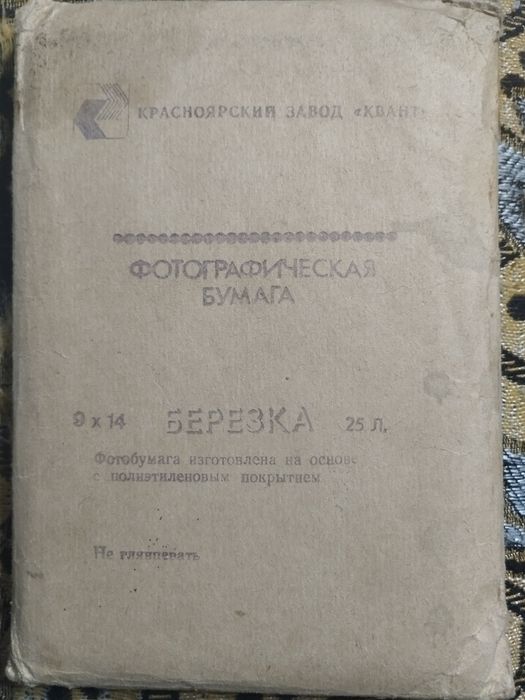 КРАСНОЯРСКИЙ ЗАВОД «КВАНТ»
ФОТОГРАФИЧЕСКАЯ
БУМАГА
9 х 14 БЕРЕЗКА 25 Л.
Фотобумага изготовлена на основе
с полиэтиленовым покрытием
Не глянцевать